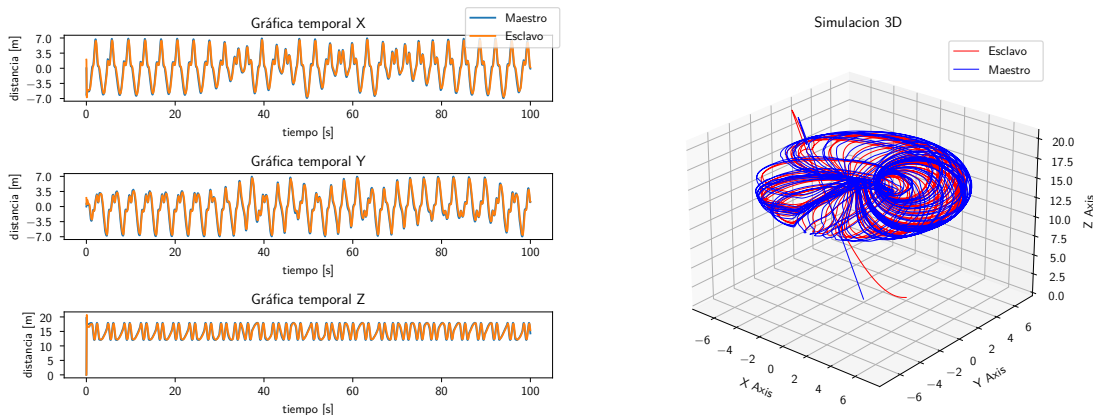 Gráfica temporal X
Maestro
Esclavo
distancia [m]
7.0
3.5
0.0
−3.5
−7.0
0 20 40 60 80 100
tiempo [s]
Gráfica temporal Y
distancia [m]
7.0
3.5
0.0
−3.5
−7.0
0 20 40 60 80 100
tiempo [s]
Gráfica temporal Z
distancia [m]
20
15
10
5
0
0 20 40 60 80 100
tiempo [s]
Simulacion 3D
Esclavo
Maestro
20.0
17.5
15.0
12.5
10.0
7.5
5.0
2.5
0.0
Z Axis
−6 −4 −2 0 2 4 6
X Axis
−6 −4 −2 0 2 4 6
Y Axis